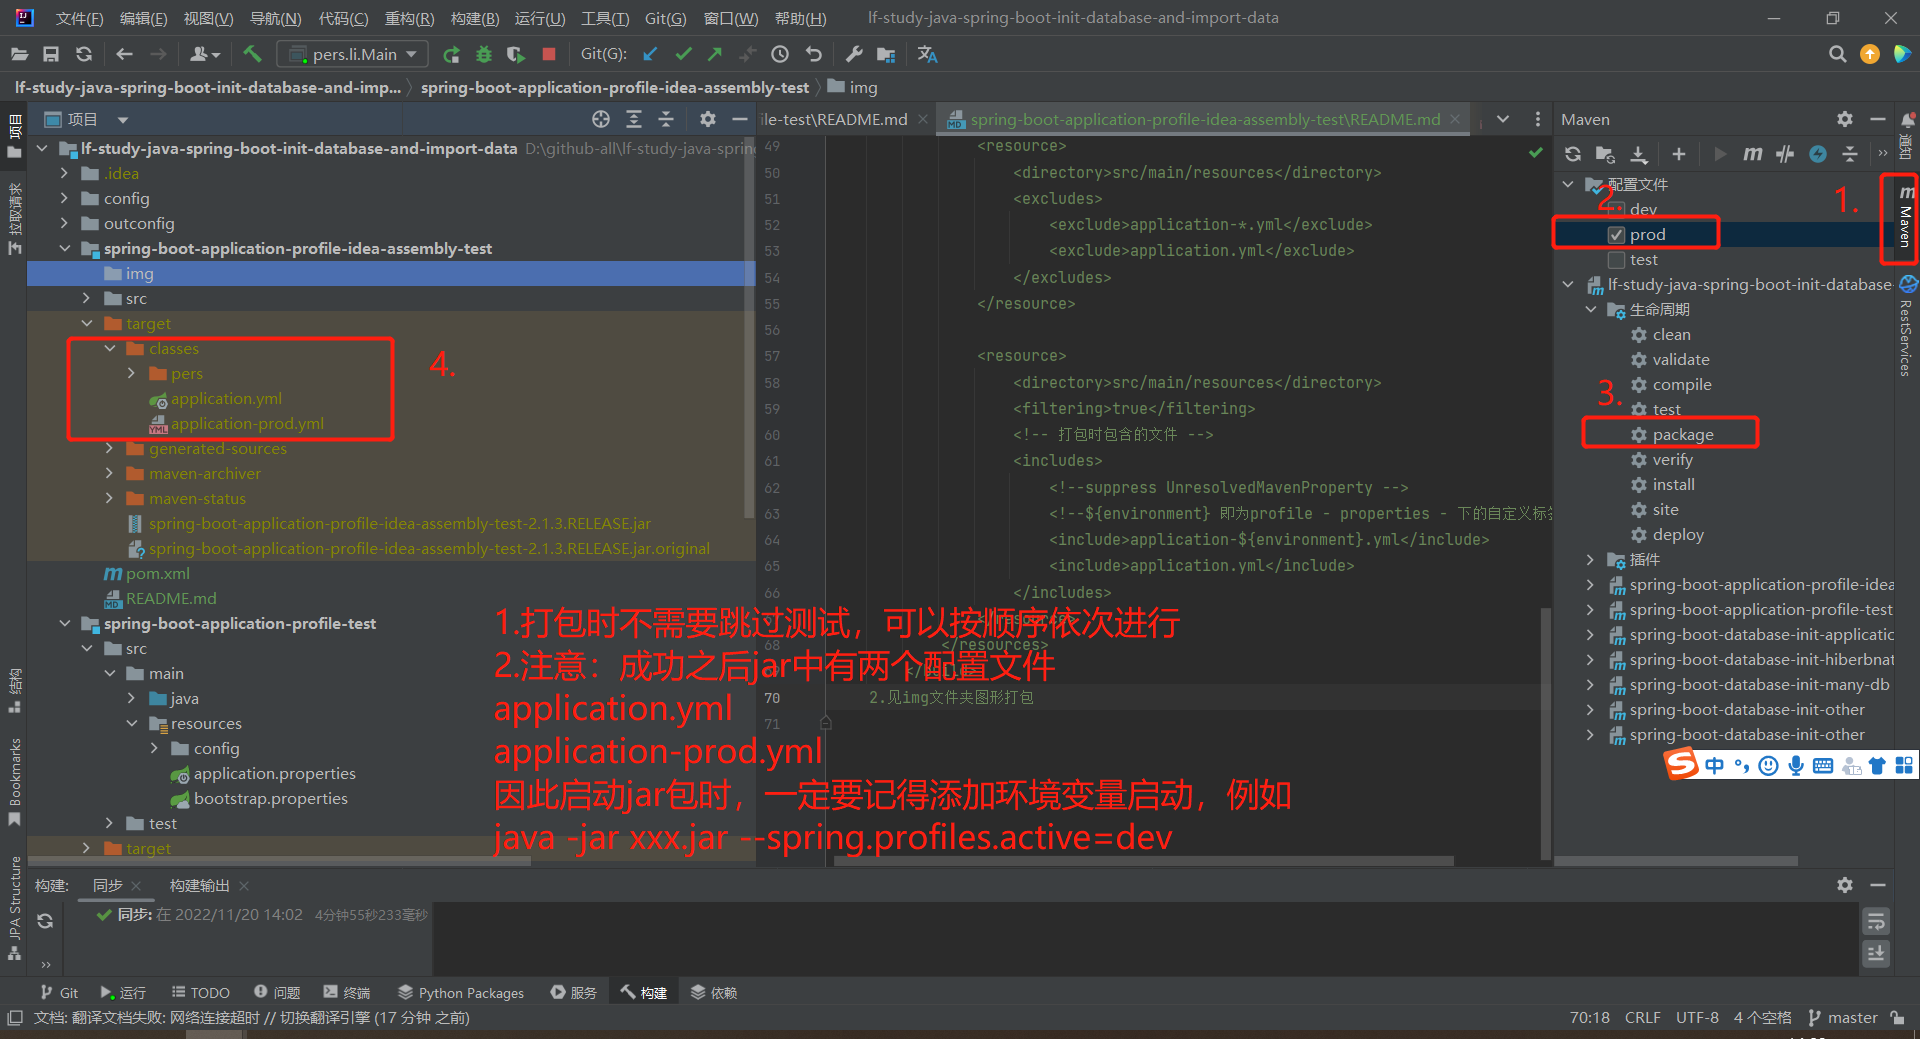 文件(F) 编辑(E) 视图(V) 导航(N) 代码(C) 重构(R) 构建(B) 运行(U) 工具(T) Git(G) 窗口(W) 帮助(H) lf-study-java-spring-boot-init-database-and-import-data
pers.li.Main Git(G):
lf-study-java-spring-boot-init-database-and-imp... spring-boot-application-profile-idea-assembly-test img
项目
拉取请求
结构
Bookmarks
JPA Structure
项目
lf-study-java-spring-boot-init-database-and-import-data D:\github-all\lf-study-java-sprin
.idea
config
outconfig
spring-boot-application-profile-idea-assembly-test
img
src
target
classes
pers
application.yml
application-prod.yml
4.
generated-sources
maven-archiver
maven-status
spring-boot-application-profile-idea-assembly-test-2.1.3.RELEASE.jar
spring-boot-application-profile-idea-assembly-test-2.1.3.RELEASE.jar.original
pom.xml
README.md
spring-boot-application-profile-test
src
main
java
resources
config
application.properties
bootstrap.properties
test
target
ile-test\README.md spring-boot-application-profile-idea-assembly-test\README.md
49 <resource>
50 <directory>src/main/resources</directory>
51 <excludes>
52 <exclude>application-*.yml</exclude>
53 <exclude>application.yml</exclude>
54 </excludes>
55 </resource>
56
57 <resource>
58 <directory>src/main/resources</directory>
59 <filtering>true</filtering>
60 <!-- 打包时包含的文件 -->
61 <includes>
62 <!--suppress UnresolvedMavenProperty -->
63 <!--${environment} 即为profile - properties - 下的自定义标签
64 <include>application-${environment}.yml</include>
65 <include>application.yml</include>
66 </includes>
68 </resources>
70 2.见img文件夹图形打包
71
1.打包时不需要跳过测试，可以按顺序依次进行
2.注意：成功之后jar中有两个配置文件
application.yml
application-prod.yml
因此启动jar包时，一定要记得添加环境变量启动，例如
java -jar xxx.jar --spring.profiles.active=dev
Maven
配置文件
2.
dev
1.
prod
test
lf-study-java-spring-boot-init-database-
生命周期
clean
validate
compile
3.
test
package
verify
install
site
deploy
插件
spring-boot-application-profile-idea
spring-boot-application-profile-test
spring-boot-database-init-applicatio
spring-boot-database-init-hiberbnat
spring-boot-database-init-many-db
spring-boot-database-init-other
spring-boot-database-init-other
通知
m Maven
RestServices
S 中
构建: 同步 构建输出
同步: 在 2022/11/20 14:02 4分钟55秒233毫秒
Git 运行 TODO 问题 终端 Python Packages 服务 构建 依赖
文档: 翻译文档失败: 网络连接超时 // 切换翻译引擎 (17 分钟 之前) 70:18 CRLF UTF-8 4 个空格 master